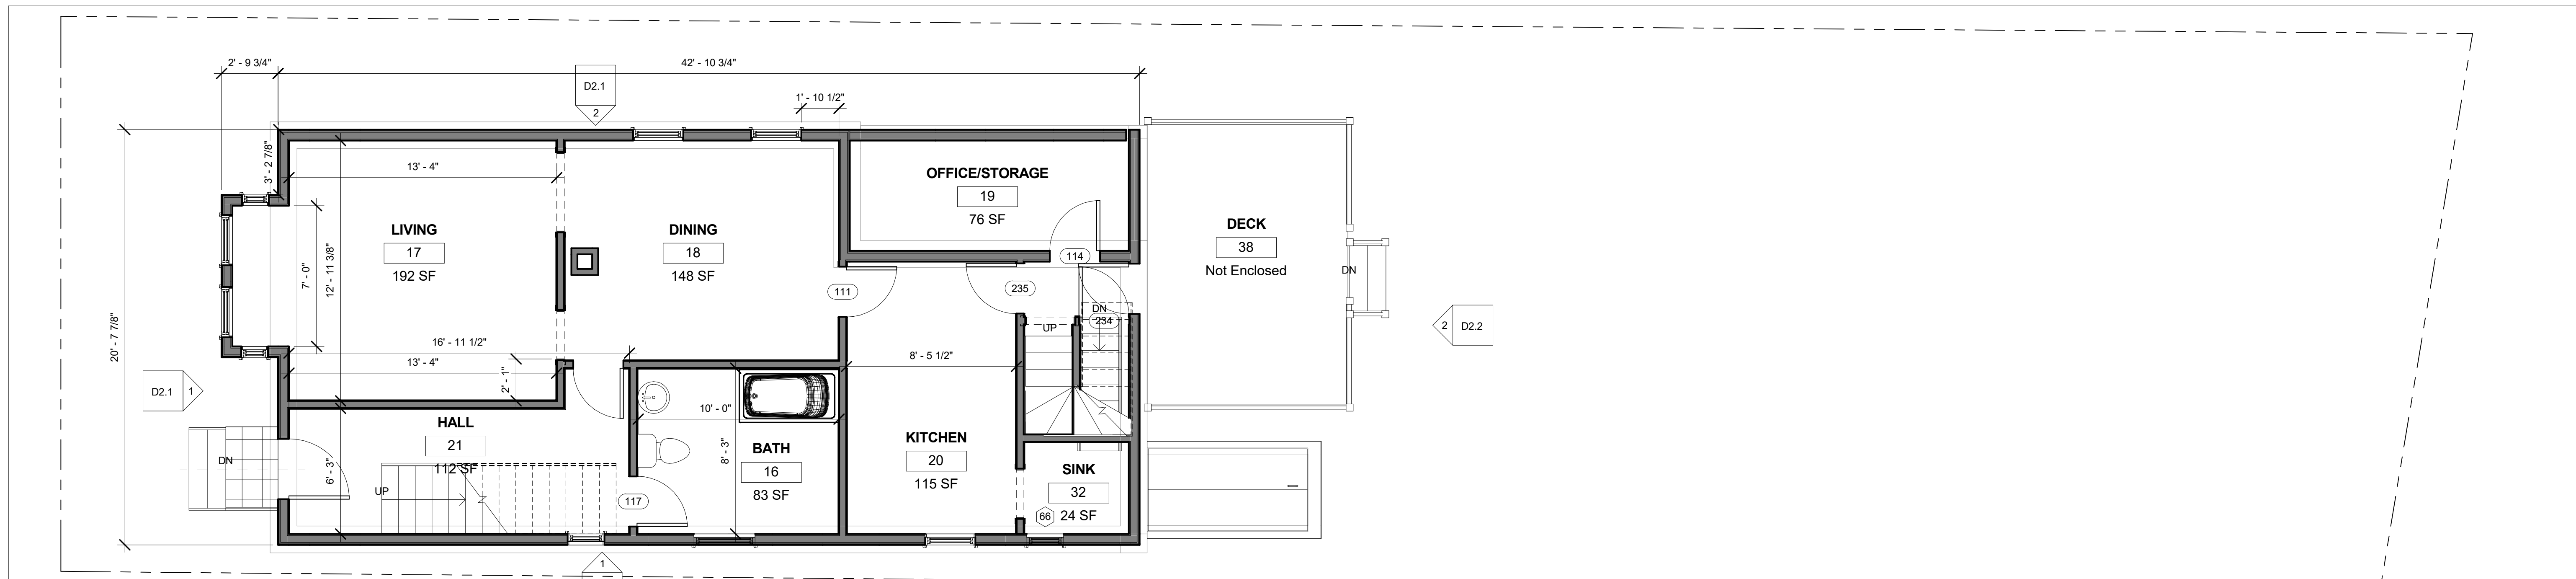 2' - 9 3/4"
42' - 10 3/4"
D2.1
2
1' - 10 1/2"
3' - 2 7/8"
13' - 4"
LIVING
17
192 SF
7' - 0"
12' - 11 3/8"
20' - 7 7/8"
DINING
18
148 SF
OFFICE/STORAGE
19
76 SF
114
111
235
DECK
38
Not Enclosed
DN
DN
234
UP
2
D2.2
16' - 11 1/2"
13' - 4"
2' - 1"
8' - 5 1/2"
D2.1
1
10' - 0"
HALL
21
112 SF
6' - 3"
DN
UP
117
8' - 3"
BATH
16
83 SF
KITCHEN
20
115 SF
SINK
32
24 SF
66
1